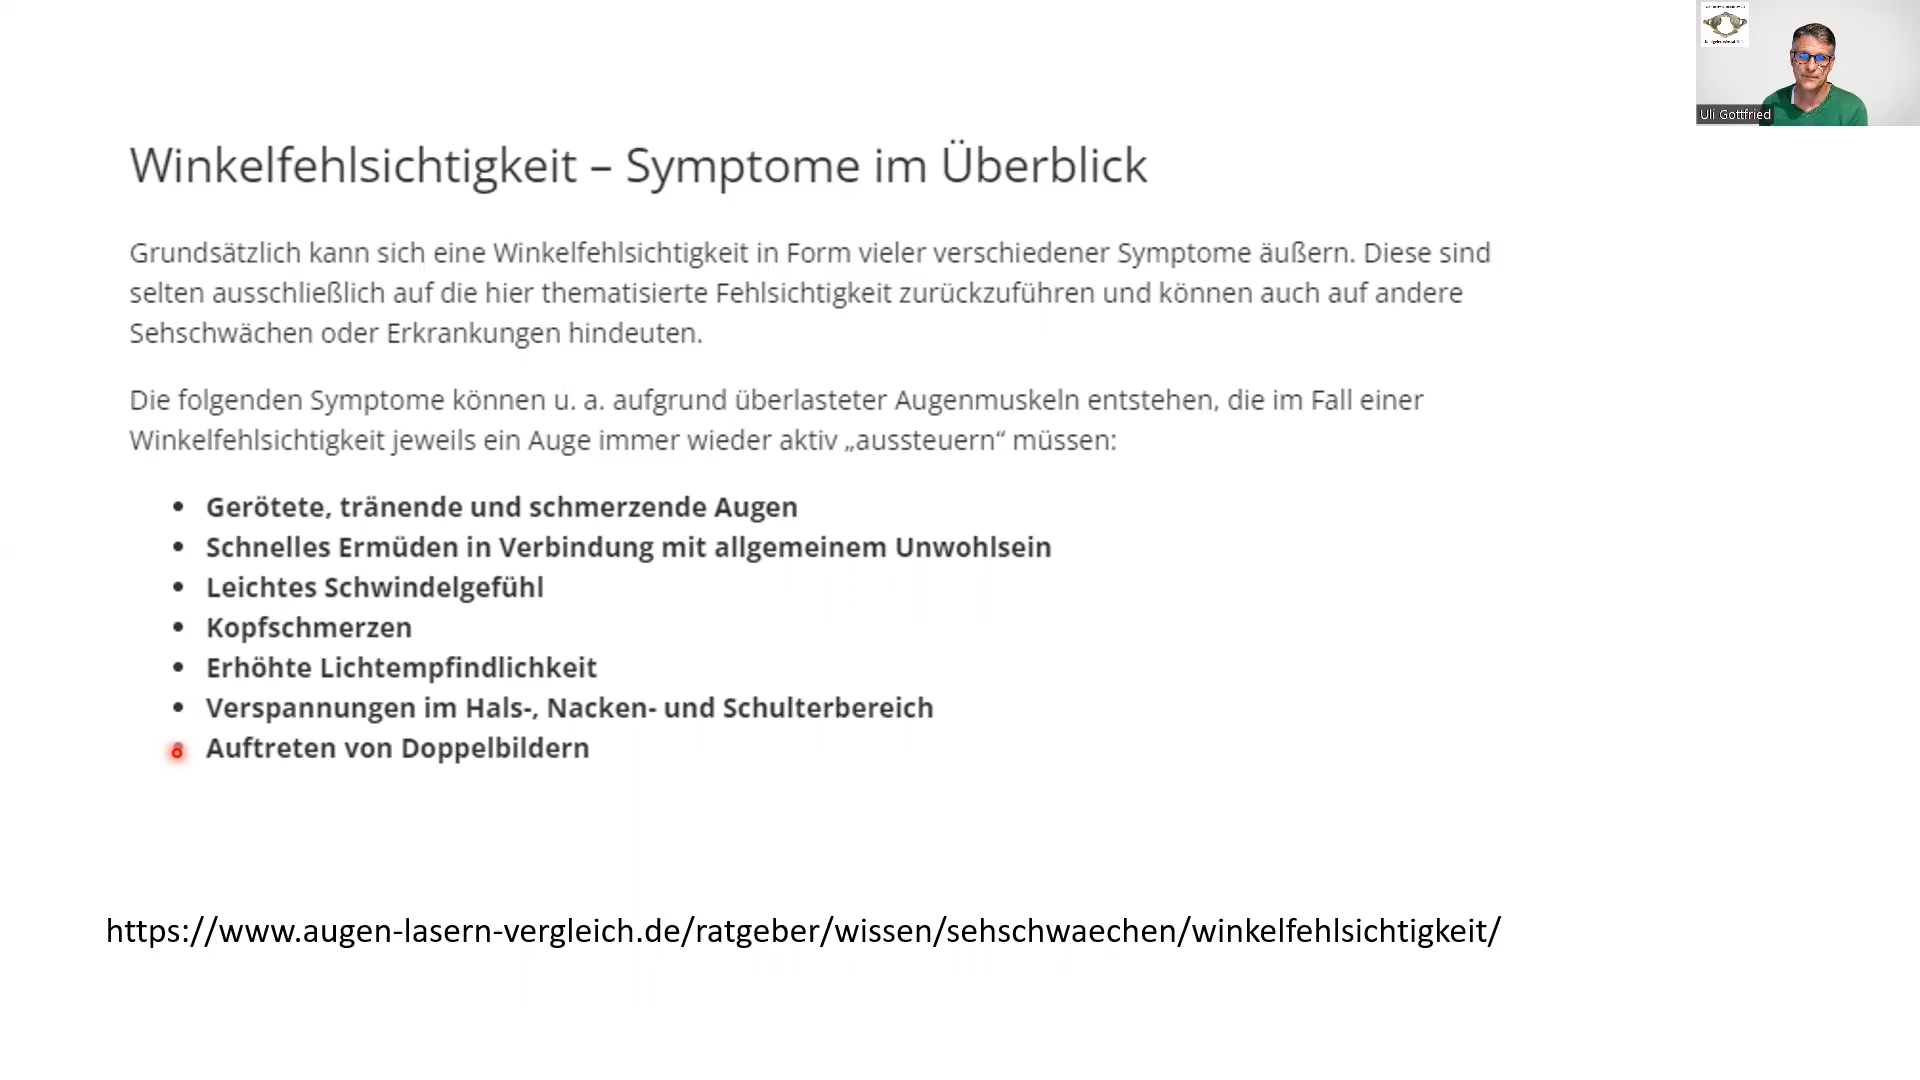 Uli Gottfried
Winkelfehlsichtigkeit – Symptome im Überblick
Grundsätzlich kann sich eine Winkelfehlsichtigkeit in Form vieler verschiedener Symptome äußern. Diese sind
selten ausschließlich auf die hier thematisierte Fehlsichtigkeit zurückzuführen und können auch auf andere
Sehschwächen oder Erkrankungen hindeuten.
Die folgenden Symptome können u. a. aufgrund überlasteter Augenmuskeln entstehen, die im Fall einer
Winkelfehlsichtigkeit jeweils ein Auge immer wieder aktiv „aussteuern“ müssen:
• Gerötete, tränende und schmerzende Augen
• Schnelles Ermüden in Verbindung mit allgemeinem Unwohlsein
• Leichtes Schwindelgefühl
• Kopfschmerzen
• Erhöhte Lichtempfindlichkeit
• Verspannungen im Hals-, Nacken- und Schulterbereich
• Auftreten von Doppelbildern
https://www.augen-lasern-vergleich.de/ratgeber/wissen/sehschwaechen/winkelfehlsichtigkeit/